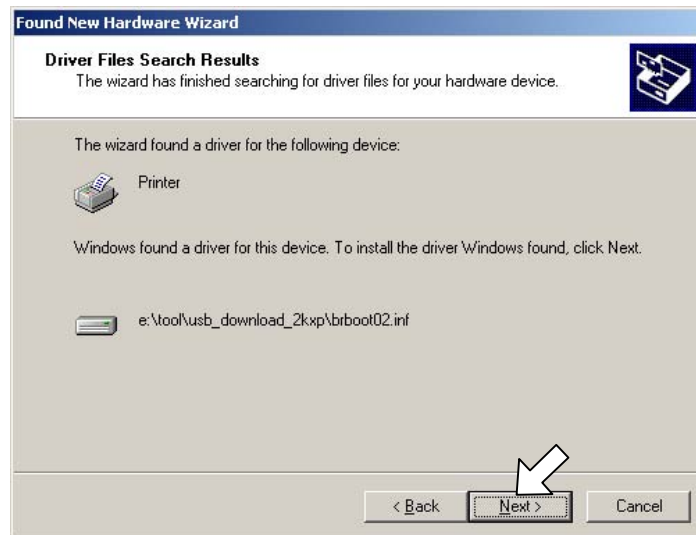 Found New Hardware Wizard
Driver Files Search Results
The wizard has finished searching for driver files for your hardware device.
The wizard found a driver for the following device:
Printer
Windows found a driver for this device. To install the driver Windows found, click Next.
e:\tool\usb_download_2kxp\brboot02.inf
< Back Next > Cancel